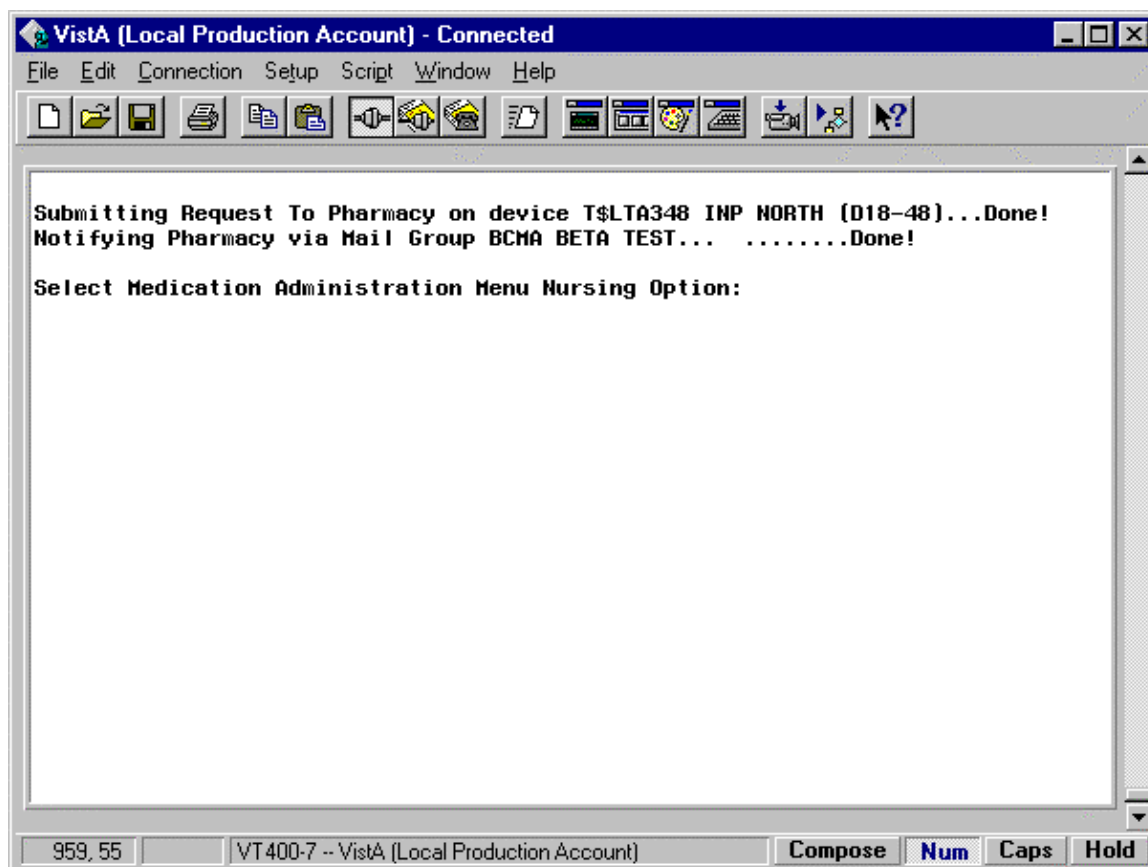 VistA (Local Production Account) - Connected
File Edit Connection Setup Script Window Help
Submitting Request To Pharmacy on device T$LTA348 INP NORTH (D18-48)...Done!
Notifying Pharmacy via Mail Group BCMA BETA TEST... ........Done!
Select Medication Administration Menu Nursing Option:
959, 55 VT400-7 -- VistA (Local Production Account) Compose Num Caps Hold